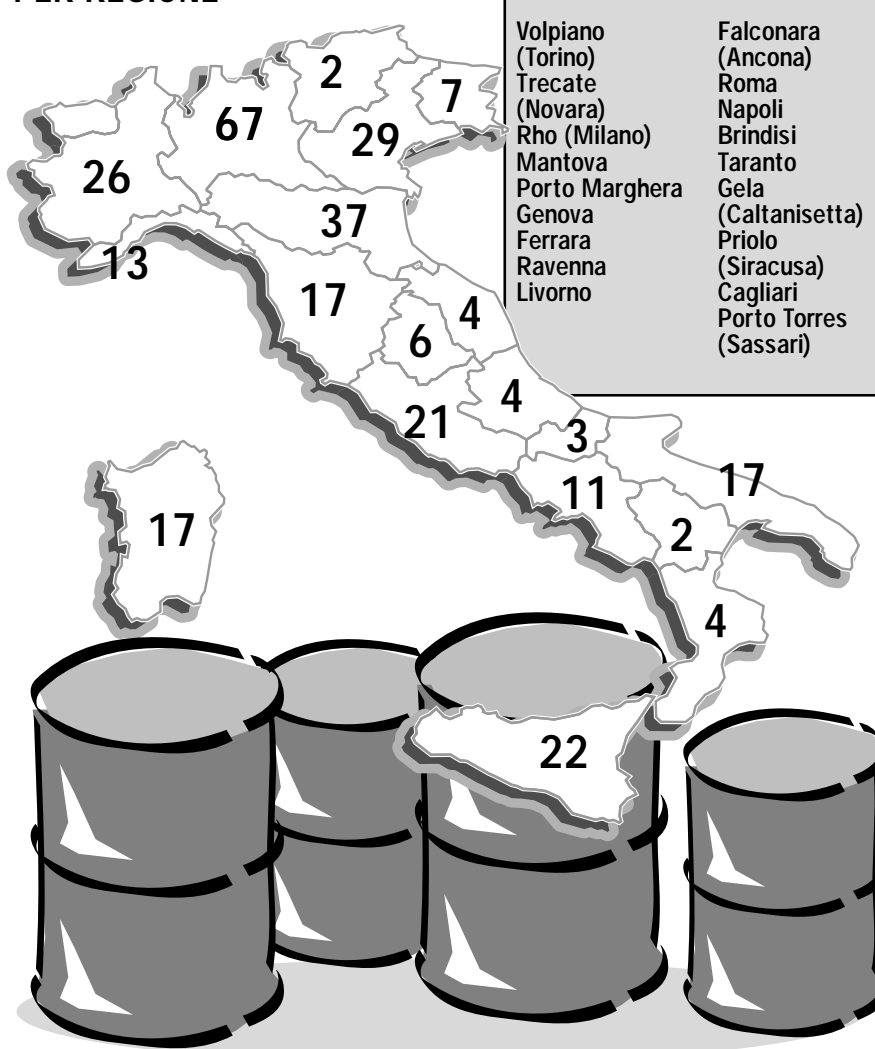 PER REGIONE
Volpiano
(Torino)
Trecate
(Novara)
Rho (Milano)
Mantova
Porto Marghera
Genova
Ferrara
Ravenna
Livorno
Falconara
(Ancona)
Roma
Napoli
Brindisi
Taranto
Gela
(Caltanisetta)
Priolo
(Siracusa)
Cagliari
Porto Torres
(Sassari)
2
7
67
29
26
37
13
17
4
6
4
21
3
17
11
17
2
4
22